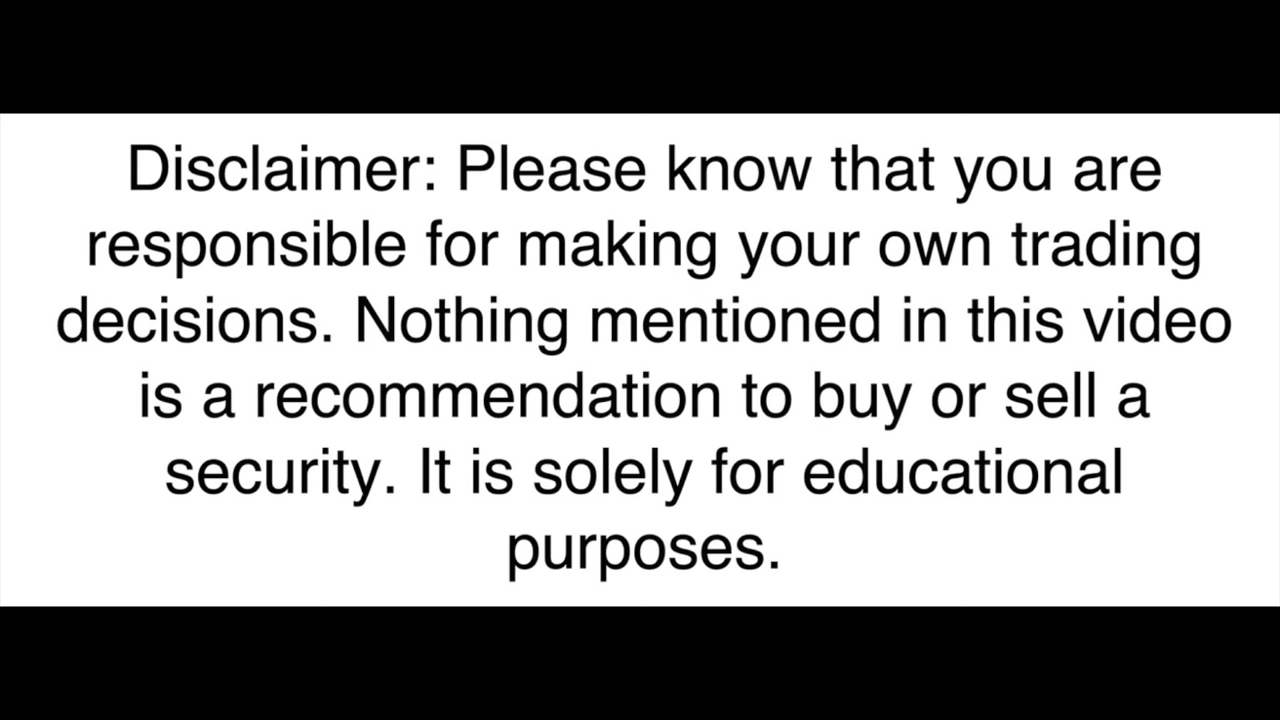 Disclaimer: Please know that you are
responsible for making your own trading
decisions. Nothing mentioned in this video
is a recommendation to buy or sell a
security. It is solely for educational
purposes.